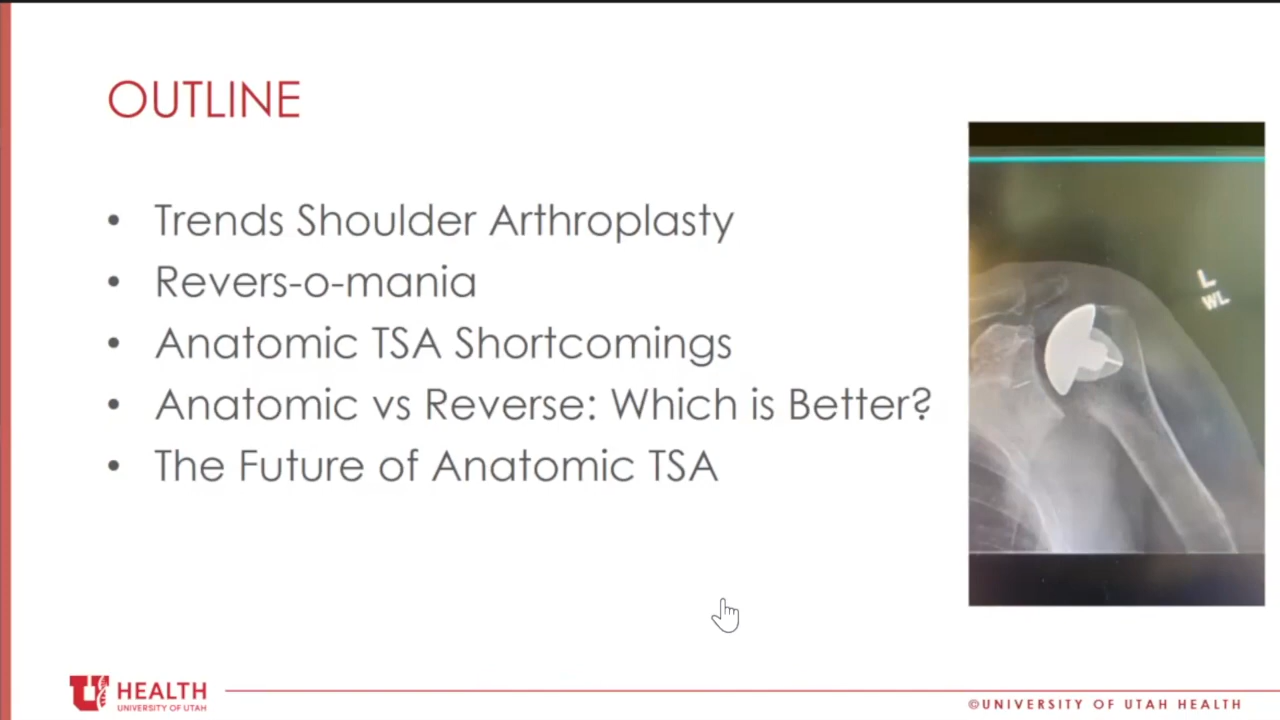 OUTLINE
• Trends Shoulder Arthroplasty
• Revers-o-mania
• Anatomic TSA Shortcomings
• Anatomic vs Reverse: Which is Better?
• The Future of Anatomic TSA
L
WL
U HEALTH
UNIVERSITY OF UTAH
©UNIVERSITY OF UTAH HEALTH